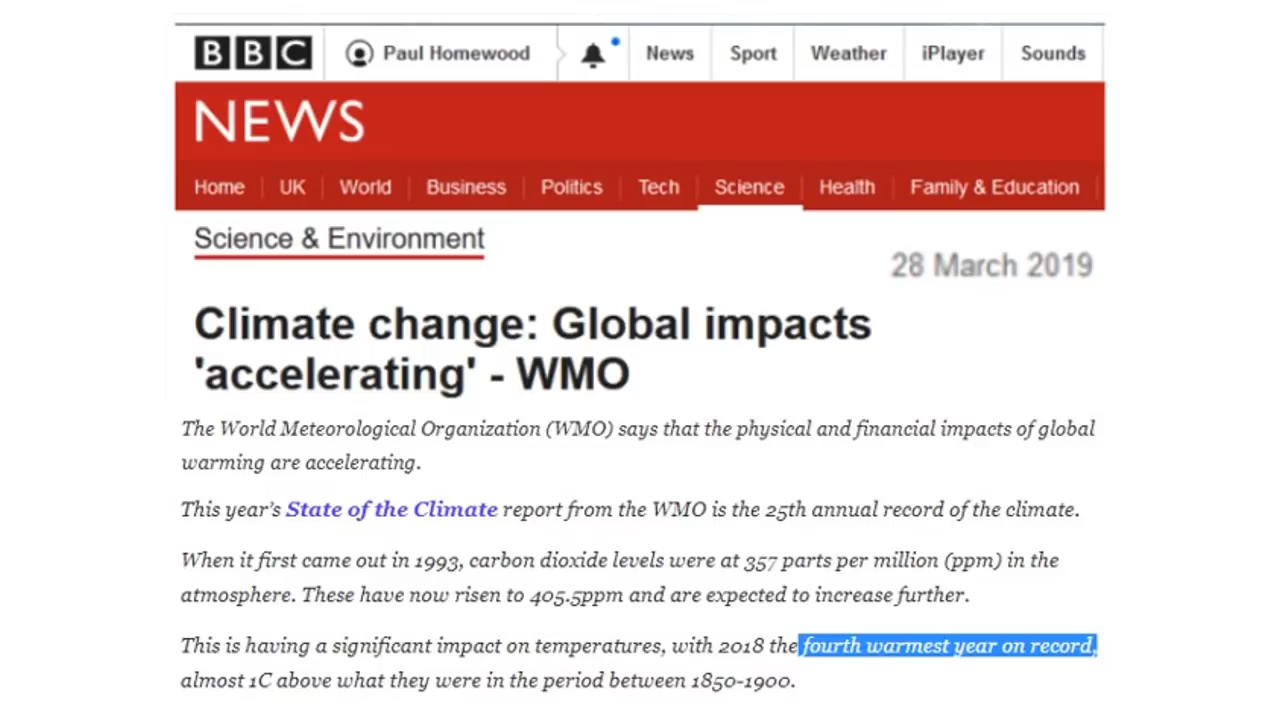 BBC Paul Homewood News Sport Weather iPlayer Sounds
NEWS
Home UK World Business Politics Tech Science Health Family & Education
Science & Environment
28 March 2019
Climate change: Global impacts
'accelerating' - WMO
The World Meteorological Organization (WMO) says that the physical and financial impacts of global
warming are accelerating.
This year's State of the Climate report from the WMO is the 25th annual record of the climate.
When it first came out in 1993, carbon dioxide levels were at 357 parts per million (ppm) in the
atmosphere. These have now risen to 405.5ppm and are expected to increase further.
This is having a significant impact on temperatures, with 2018 the fourth warmest year on record,
almost 1C above what they were in the period between 1850-1900.